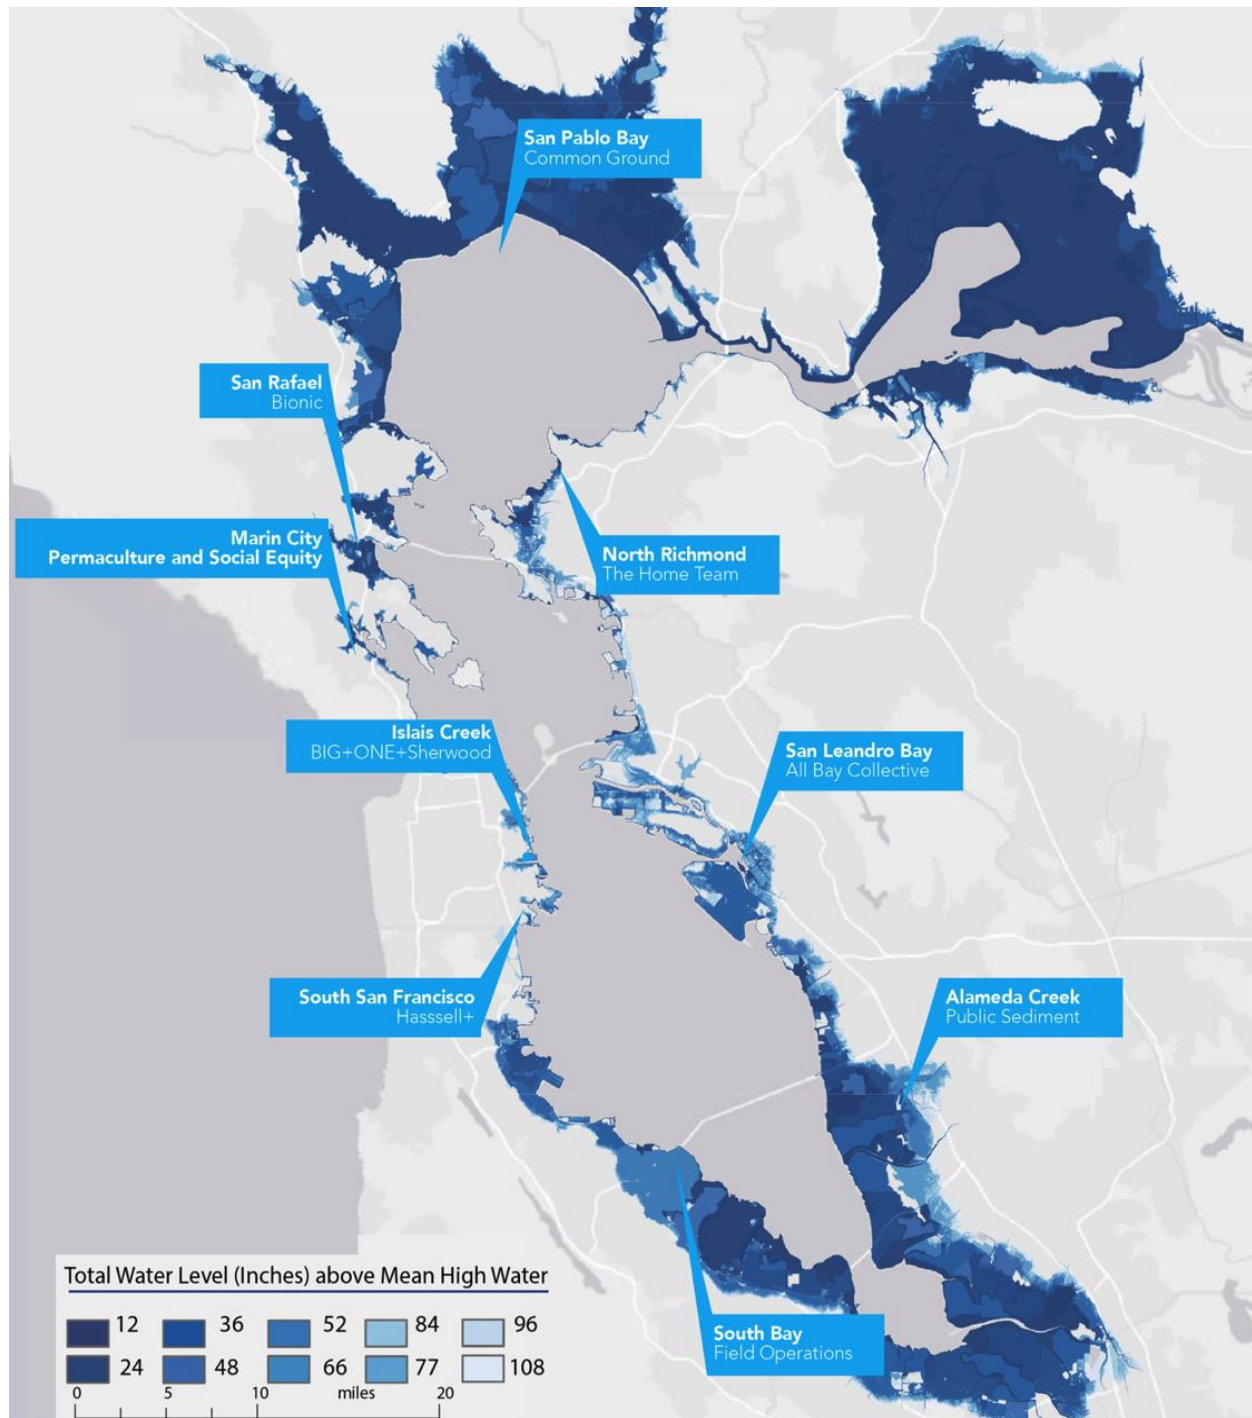 San Pablo Bay
Common Ground
San Rafael
Bionic
Marin City
Permaculture and Social Equity
North Richmond
The Home Team
Islais Creek
BIG+ONE+Sherwood
San Leandro Bay
All Bay Collective
South San Francisco
Hasssell+
Alameda Creek
Public Sediment
South Bay
Field Operations
Total Water Level (Inches) above Mean High Water
12 36 52 84 96
24 48 66 77 108
0 5 10 miles 20